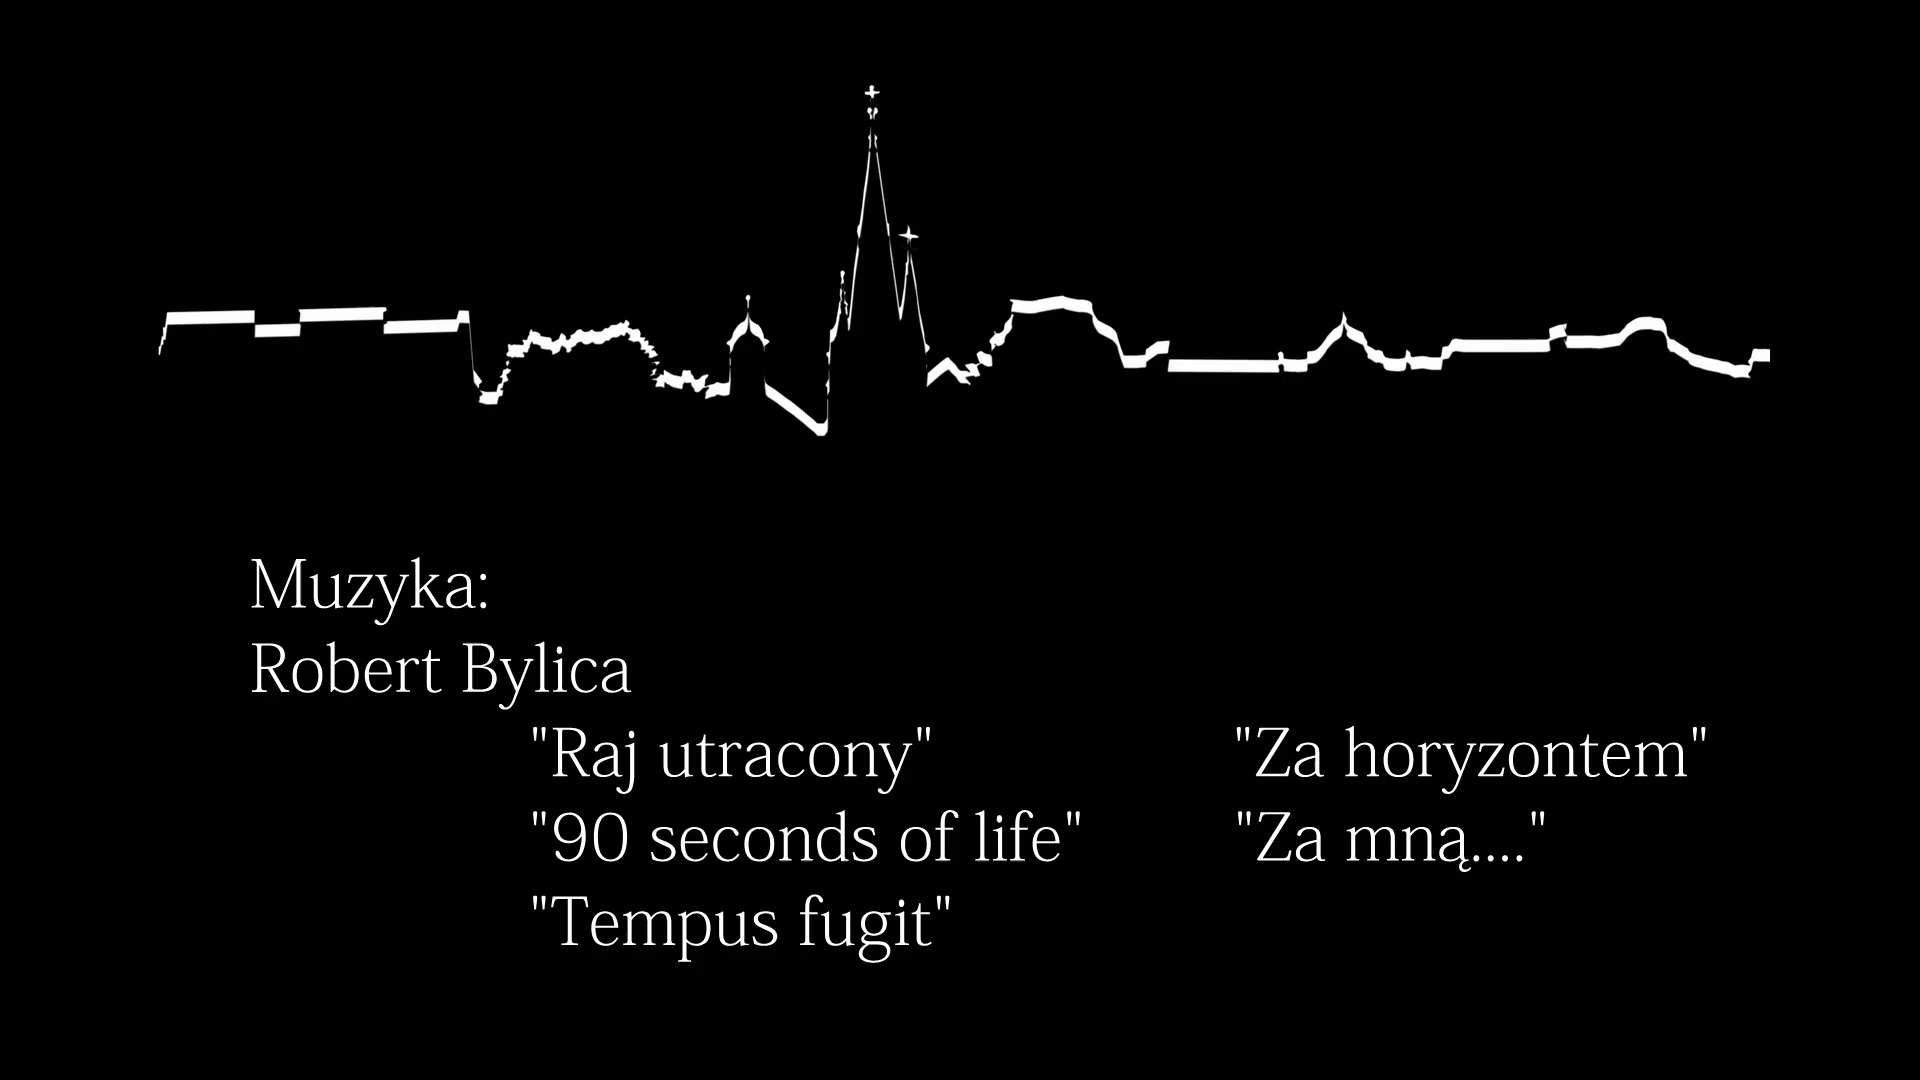 Muzyka:
Robert Bylica
"Raj utracony"
"90 seconds of life"
"Tempus fugit"
"Za horyzontem"
"Za mną...."